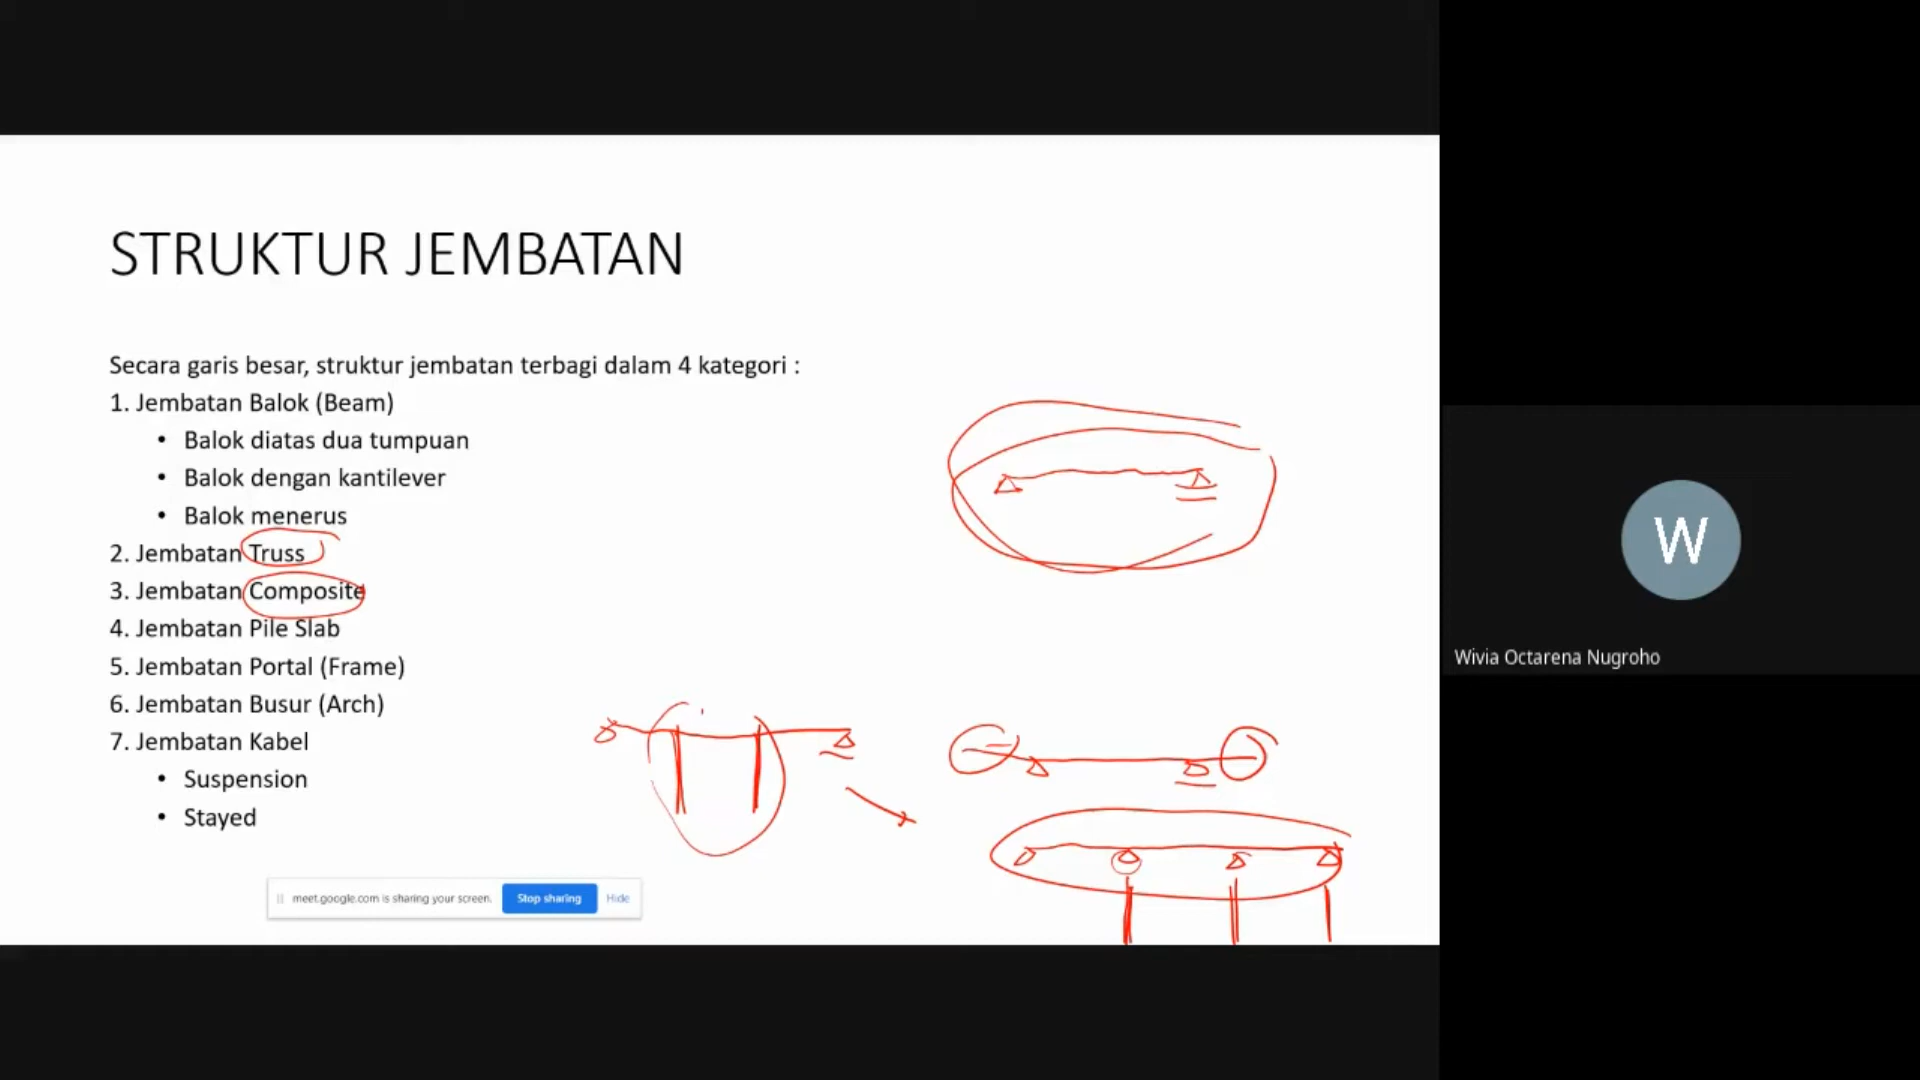 STRUKTUR JEMBATAN
Secara garis besar, struktur jembatan terbagi dalam 4 kategori :
1. Jembatan Balok (Beam)
• Balok diatas dua tumpuan
• Balok dengan kantilever
• Balok menerus
2. Jembatan Truss
3. Jembatan Composite
4. Jembatan Pile Slab
5. Jembatan Portal (Frame)
6. Jembatan Busur (Arch)
7. Jembatan Kabel
• Suspension
• Stayed
meet.google.com is sharing your screen. Stop sharing Hide
W
Wivia Octarena Nugroho